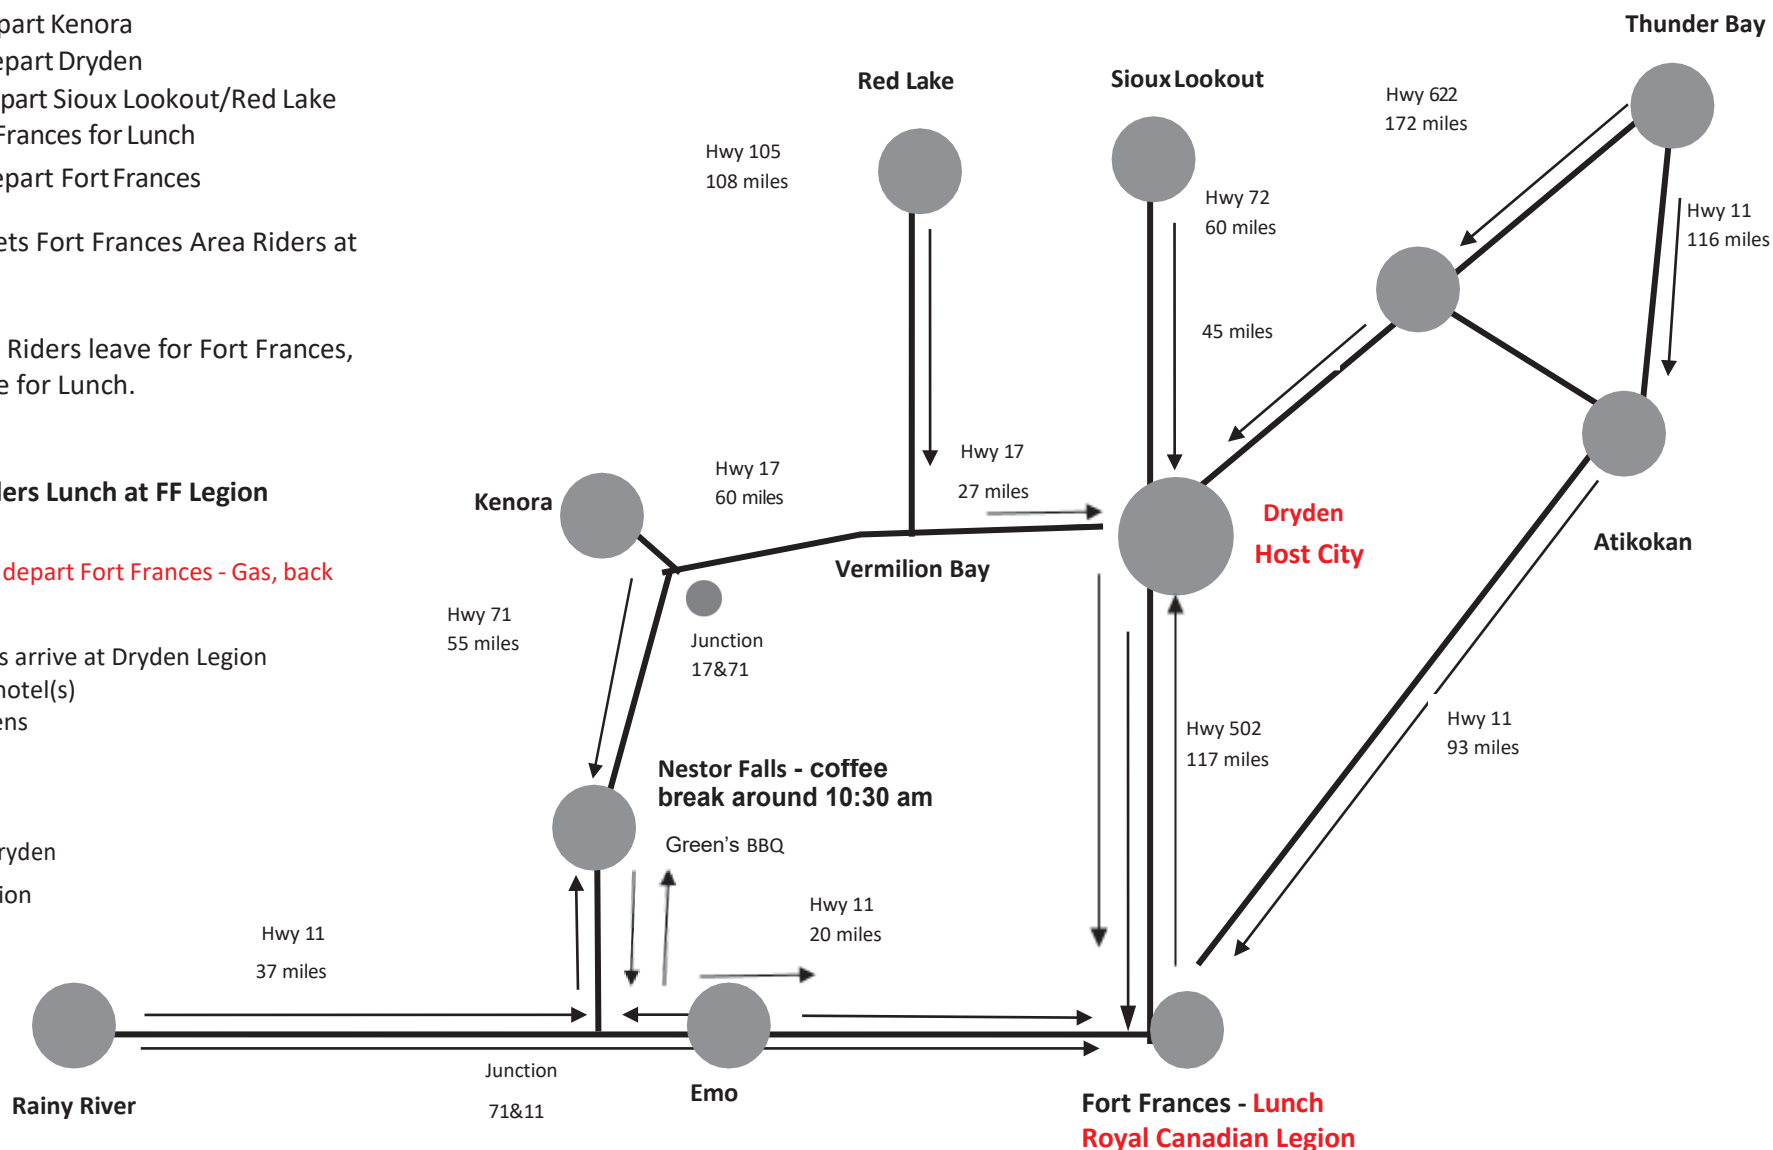 part Kenora
epart Dryden
part Sioux Lookout/Red Lake
Frances for Lunch
epart Fort Frances
ets Fort Frances Area Riders at
Riders leave for Fort Frances,
e for Lunch.
ders Lunch at FF Legion
depart Fort Frances - Gas, back
s arrive at Dryden Legion
hotel(s)
ens
ryden
ion
Thunder Bay
Red Lake
Sioux Lookout
Hwy 622
172 miles
Hwy 105
108 miles
Hwy 72
60 miles
Hwy 11
116 miles
45 miles
Hwy 17
60 miles
Hwy 17
27 miles
Kenora
Dryden
Host City
Atikokan
Vermilion Bay
Hwy 71
55 miles
Junction
17&71
Hwy 502
117 miles
Hwy 11
93 miles
Nestor Falls - coffee
break around 10:30 am
Green's BBQ
Hwy 11
20 miles
Hwy 11
37 miles
Junction
71&11
Rainy River
Emo
Fort Frances - Lunch
Royal Canadian Legion